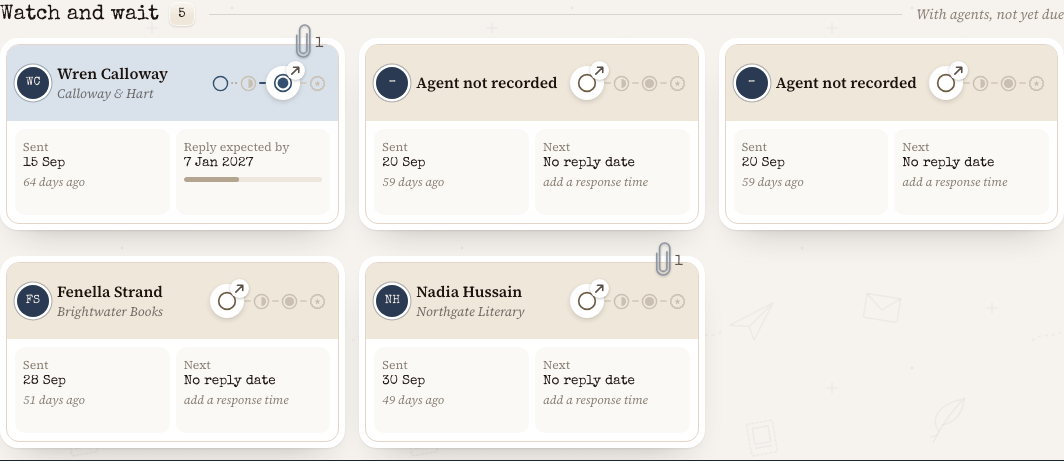 Watch and wait 5 With agents, not yet due
1
WC Wren Calloway
Calloway & Hart
Sent
15 Sep
64 days ago
Reply expected by
7 Jan 2027
– Agent not recorded
Sent
20 Sep
59 days ago
Next
No reply date
add a response time
– Agent not recorded
Sent
20 Sep
59 days ago
Next
No reply date
add a response time
FS Fenella Strand
Brightwater Books
Sent
28 Sep
51 days ago
Next
No reply date
add a response time
1
NH Nadia Hussain
Northgate Literary
Sent
30 Sep
49 days ago
Next
No reply date
add a response time